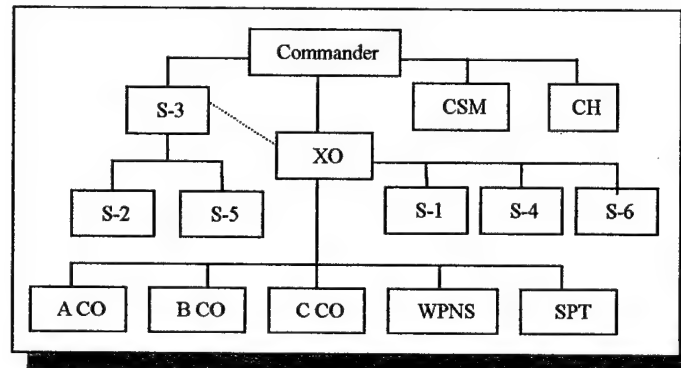 Commander
S-3
CSM
CH
XO
S-2
S-5
S-1
S-4
S-6
A CO
B CO
C CO
WPNS
SPT